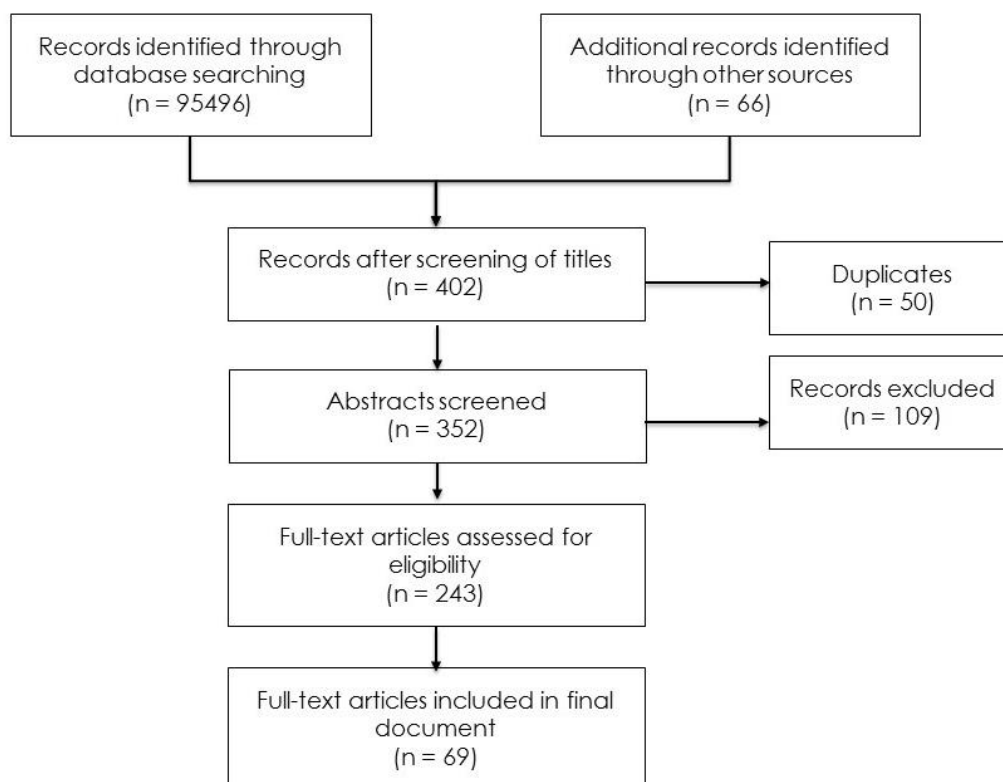 Records identified through
database searching
(n = 95496)
Additional records identified
through other sources
(n = 66)
Records after screening of titles
(n = 402)
Duplicates
(n = 50)
Abstracts screened
(n = 352)
Records excluded
(n = 109)
Full-text articles assessed for
eligibility
(n = 243)
Full-text articles included in final
document
(n = 69)